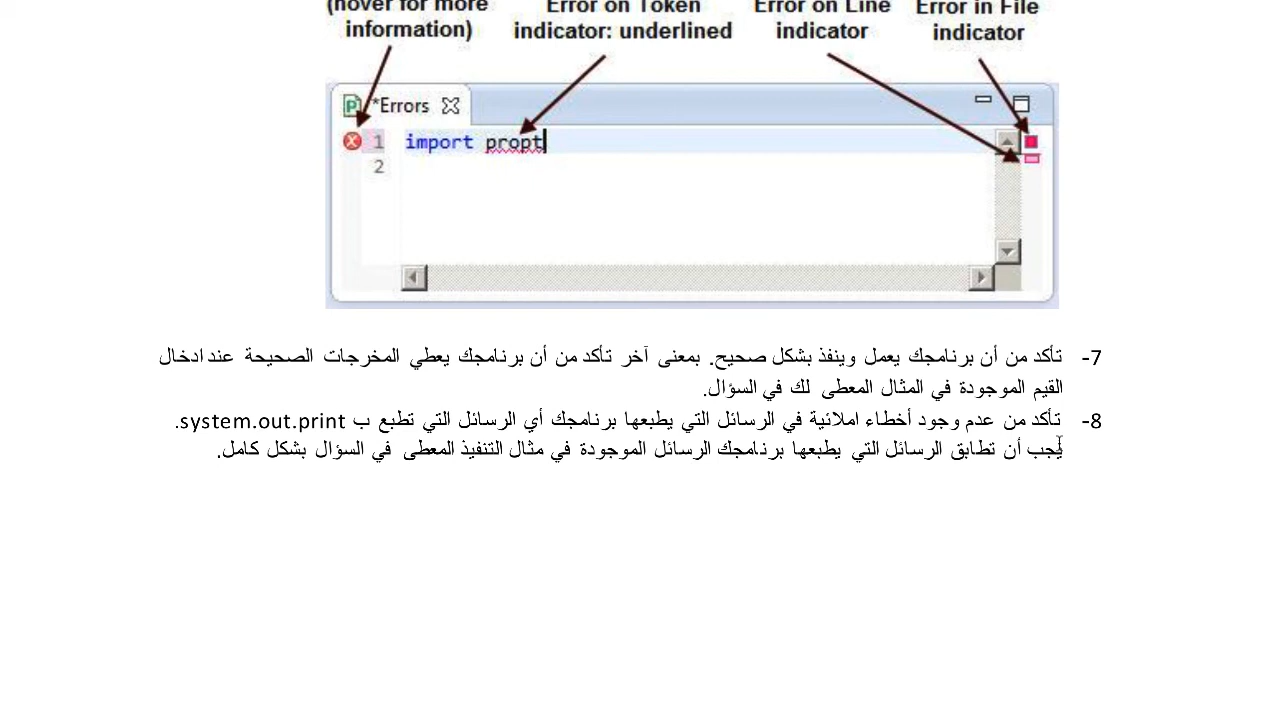 (hover for more
information)
Error on Token
indicator: underlined
Error on Line
indicator
Error in File
indicator
*Errors
1 import propt
2
7- تأكد من أن برنامجك يعمل وينفذ بشكل صحيح. بمعنى آخر تأكد من أن برنامجك يعطي المخرجات الصحيحة عند ادخال
القيم الموجودة في المثال المعطى لك في السؤال.
8- تأكد من عدم وجود أخطاء املائية في الرسائل التي يطبعها برنامجك أي الرسائل التي تطبع ب system.out.print.
يجب أن تطابق الرسائل التي يطبعها برنامجك الرسائل الموجودة في مثال التنفيذ المعطى في السؤال بشكل كامل.